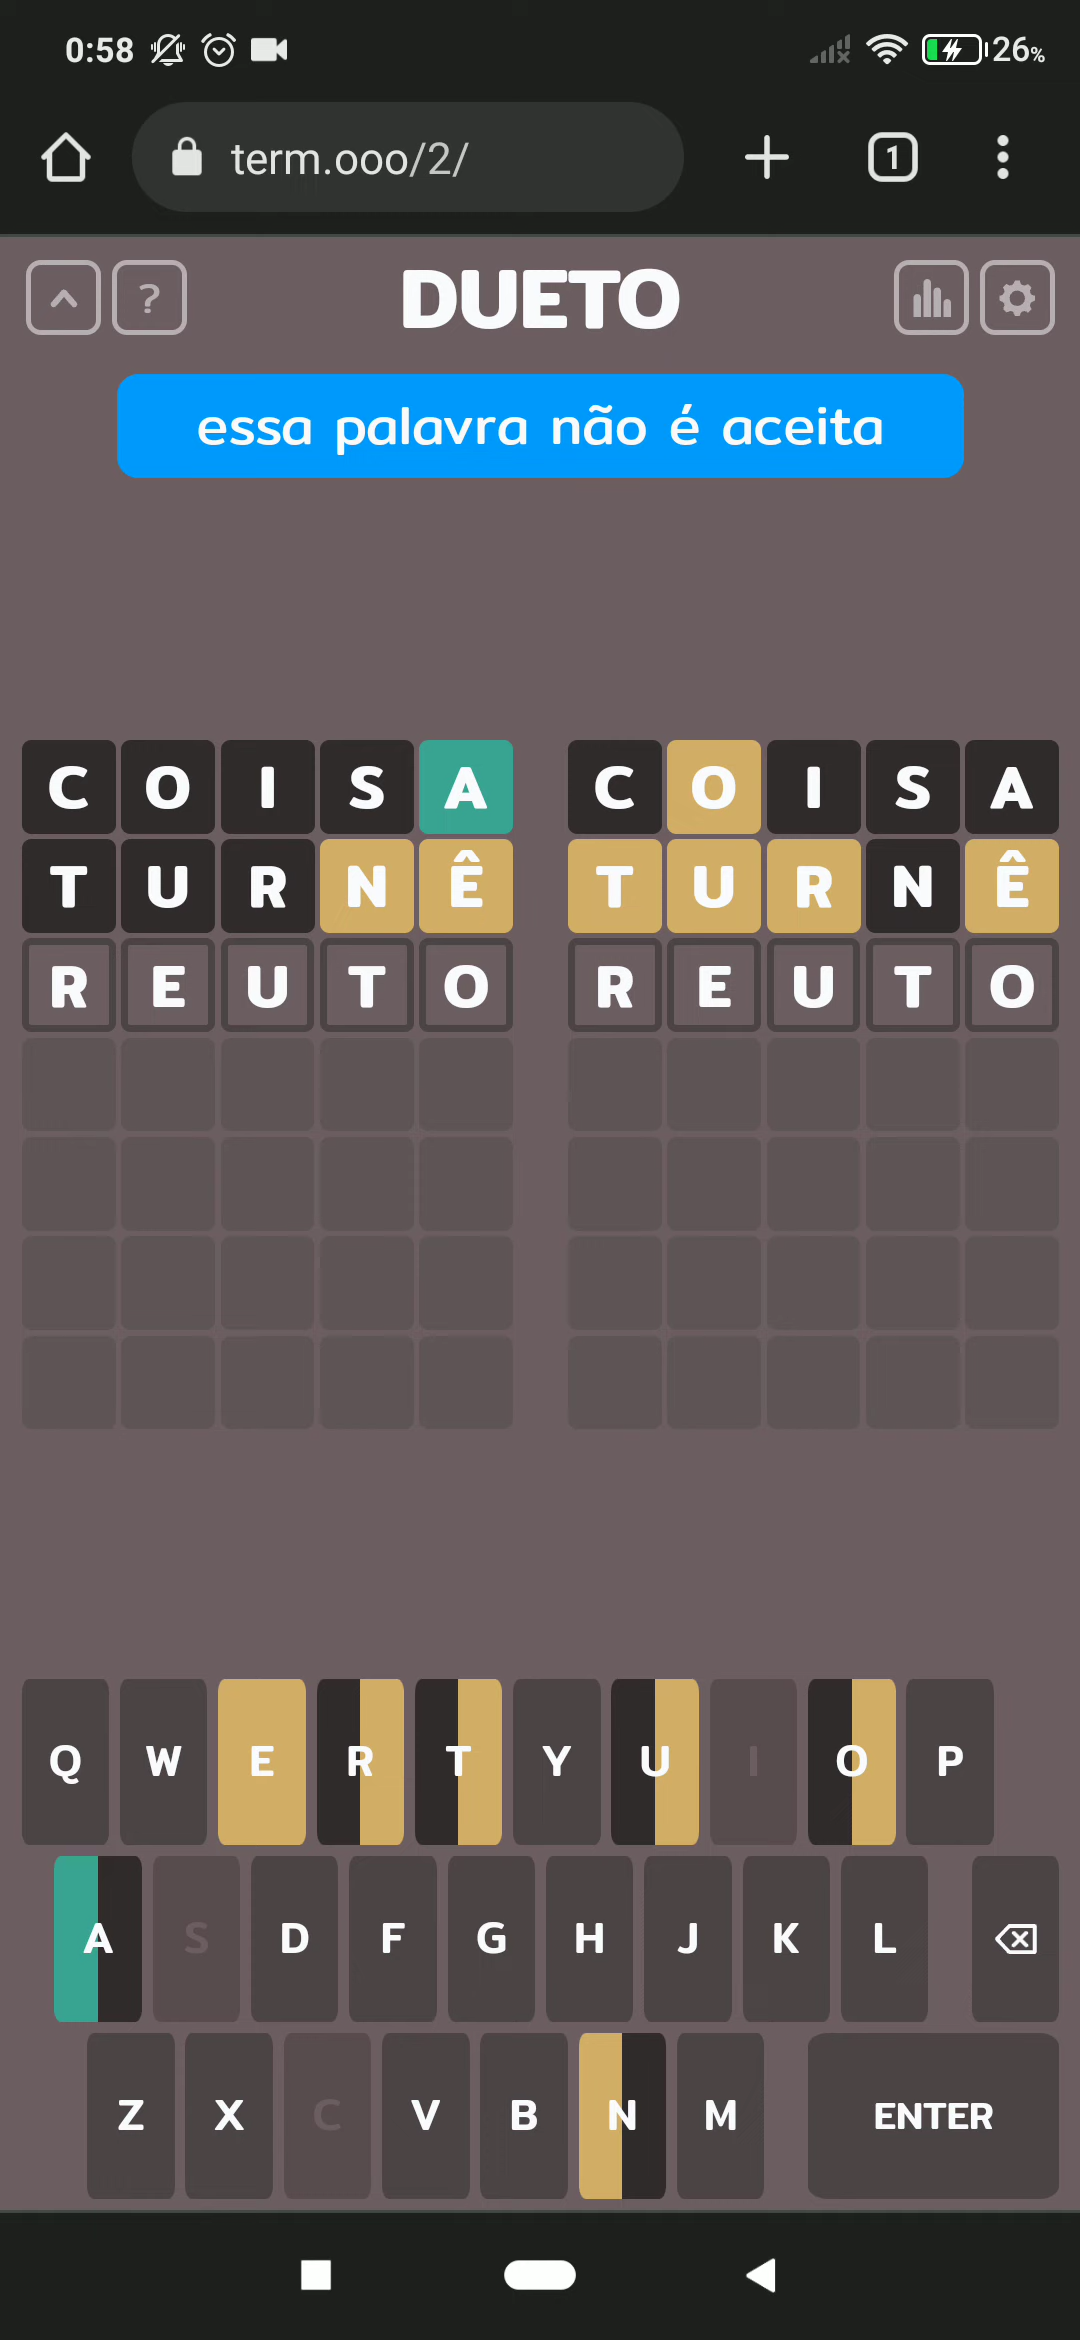 0:58 26%
term.ooo/2/ 1
? DUETO
essa palavra não é aceita
C O I S A C O I S A
T U R N Ê T U R N Ê
R E U T O R E U T O
Q W E R T Y U I O P
A S D F G H J K L
Z X C V B N M ENTER